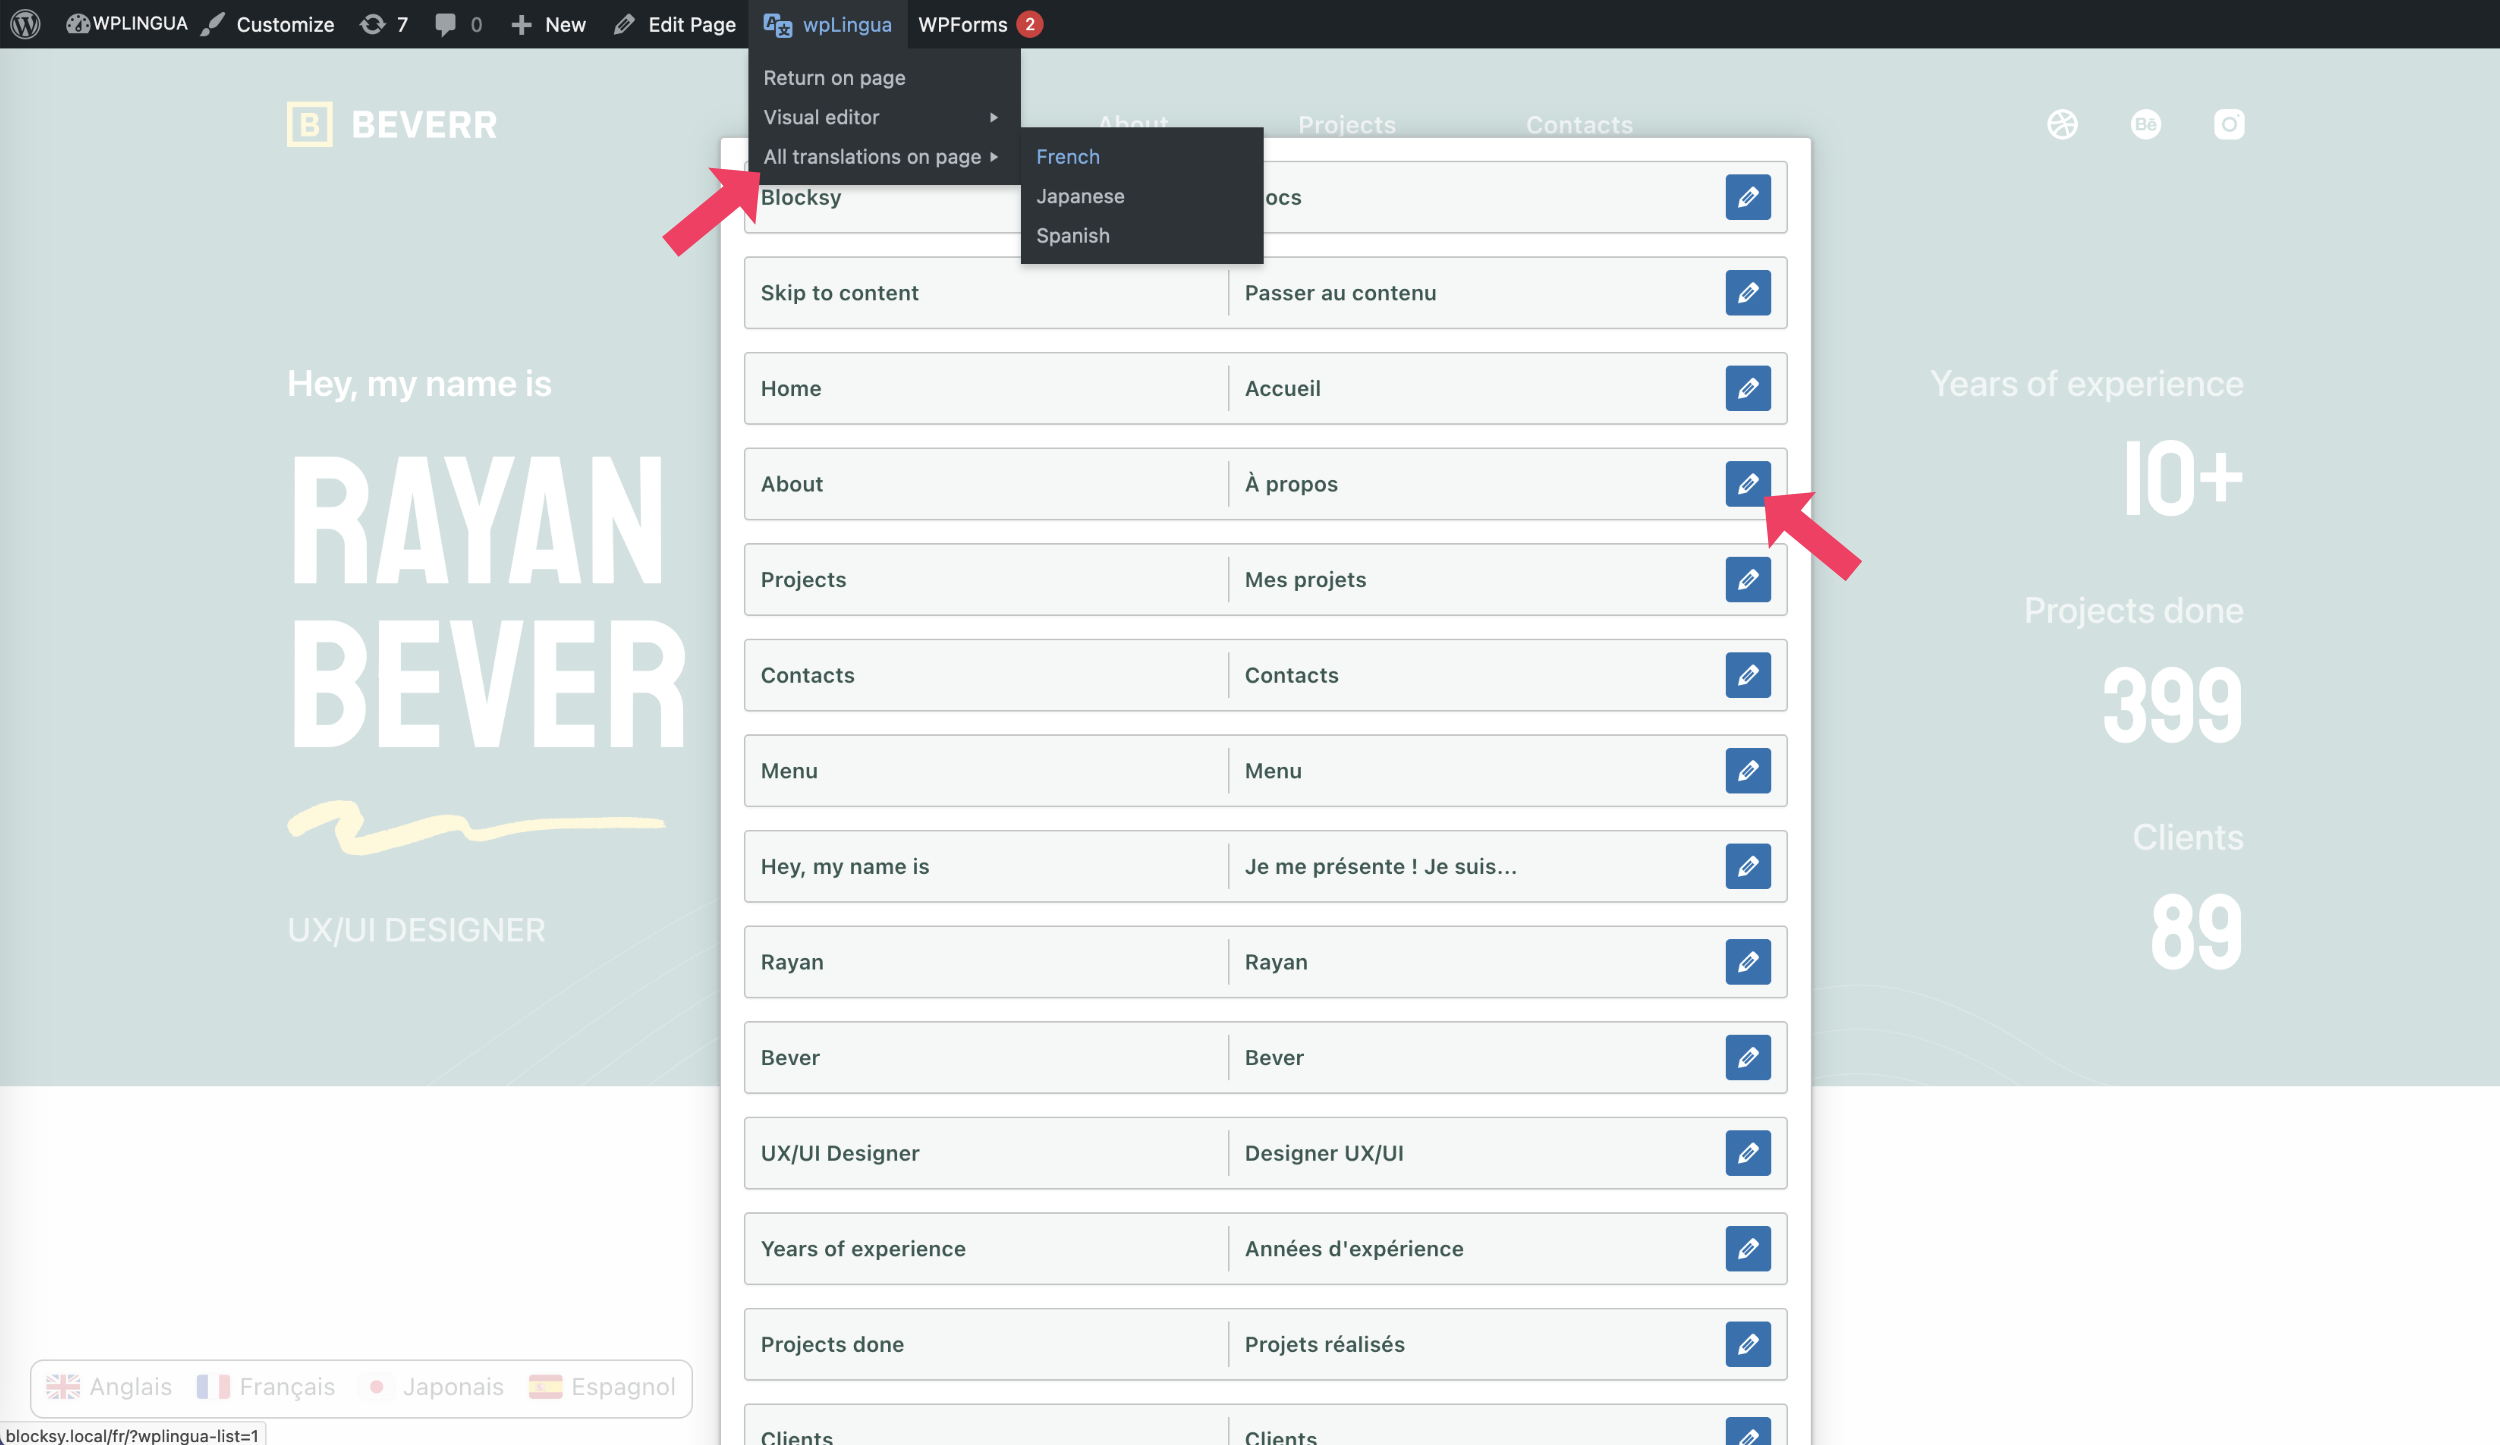 WPLINGUA Customize 7 0 New Edit Page wpLingua WPForms 2
Return on page
Visual editor
All translations on page
French
Japanese
Spanish
B BEVERR
About Projects Contacts
Bē
Hey, my name is
RAYAN
BEVER
UX/UI DESIGNER
Years of experience
10+
Projects done
399
Clients
89
Blocksy
ocs
Skip to content Passer au contenu
Home Accueil
About À propos
Projects Mes projets
Contacts Contacts
Menu Menu
Hey, my name is Je me présente ! Je suis...
Rayan Rayan
Bever Bever
UX/UI Designer Designer UX/UI
Years of experience Années d'expérience
Projects done Projets réalisés
Clients Clients
Anglais Français Japonais Espagnol
blocksy.local/fr/?wplingua-list=1